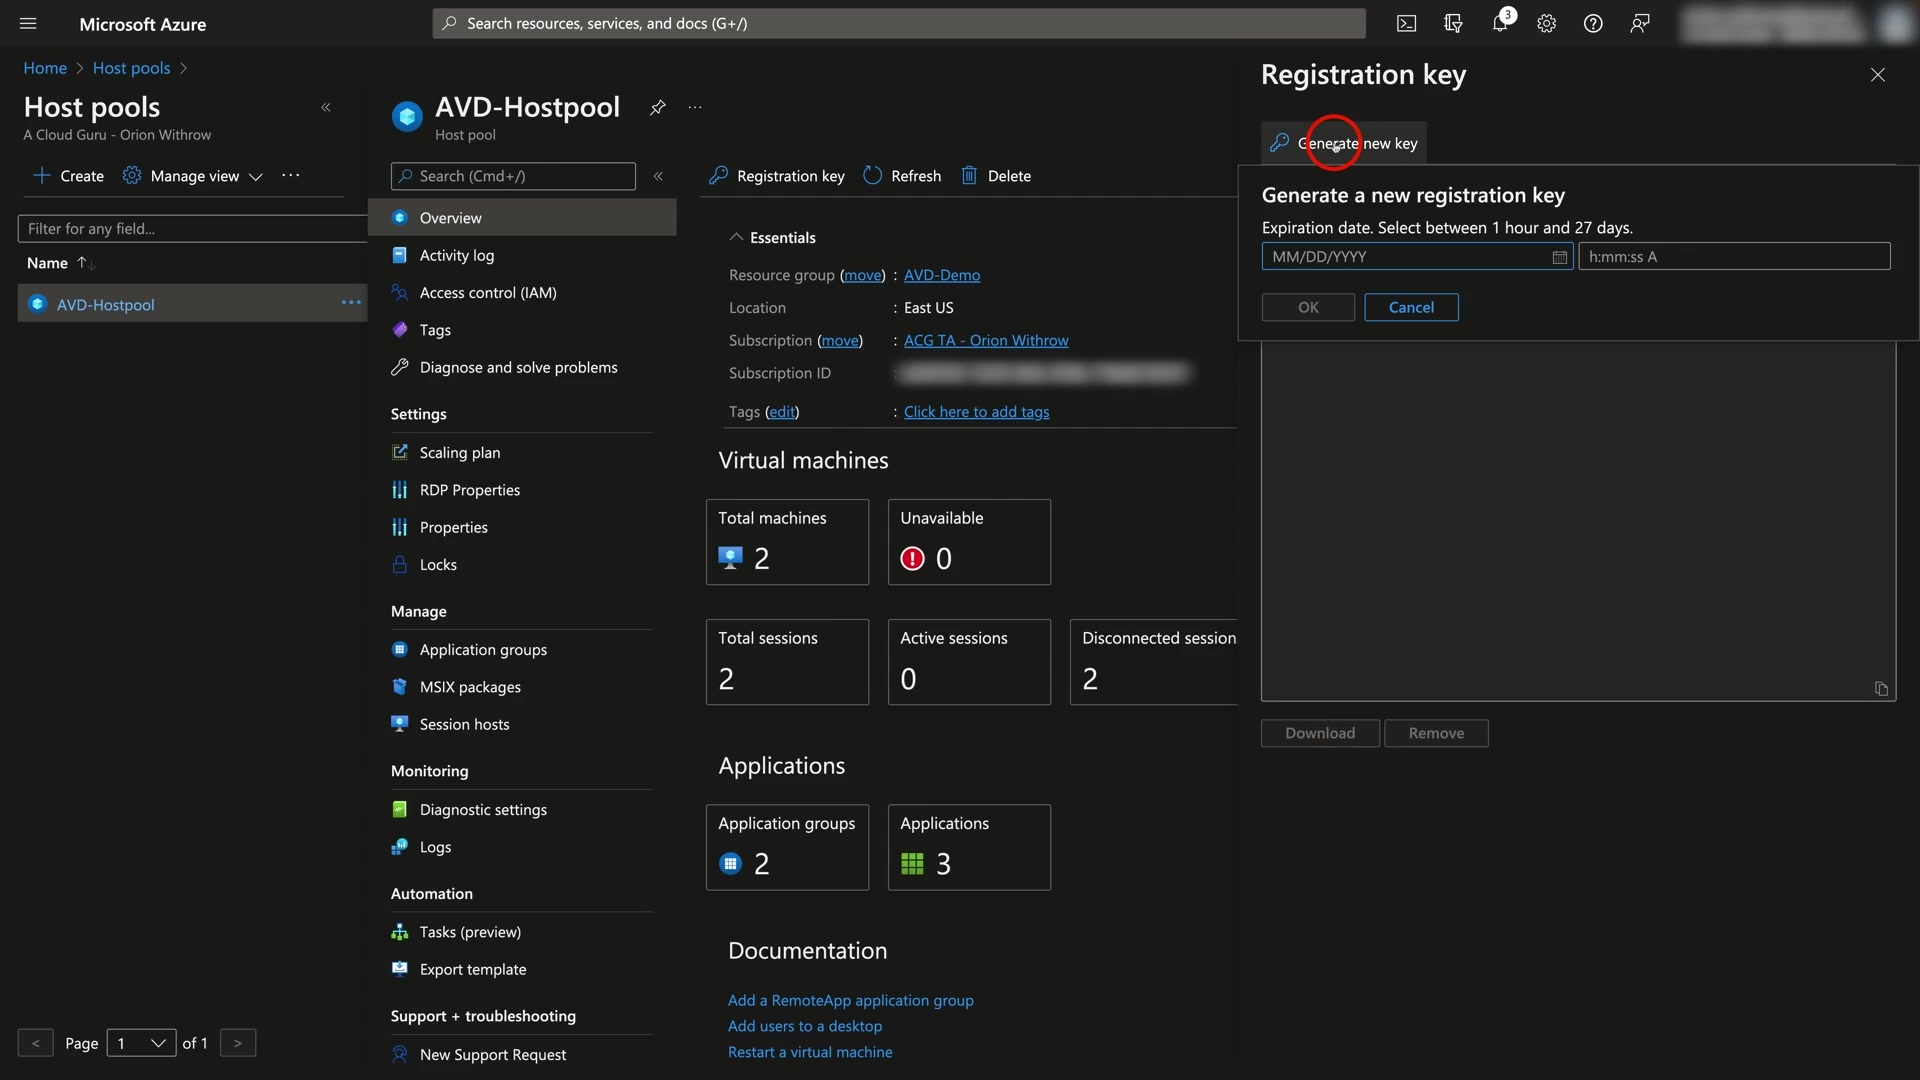 Microsoft Azure
Search resources, services, and docs (G+/)
3
Home > Host pools >
Host pools
A Cloud Guru - Orion Withrow
Create
Manage view
Filter for any field...
Name
AVD-Hostpool
< Page 1 of 1 >
AVD-Hostpool
Host pool
Search (Cmd+/)
Overview
Activity log
Access control (IAM)
Tags
Diagnose and solve problems
Settings
Scaling plan
RDP Properties
Properties
Locks
Manage
Application groups
MSIX packages
Session hosts
Monitoring
Diagnostic settings
Logs
Automation
Tasks (preview)
Export template
Support + troubleshooting
New Support Request
Registration key
Refresh
Delete
Essentials
Resource group (move) : AVD-Demo
Location : East US
Subscription (move) : ACG TA - Orion Withrow
Subscription ID :
Tags (edit) : Click here to add tags
Virtual machines
Total machines
2
Unavailable
0
Total sessions
2
Active sessions
0
Disconnected session
2
Applications
Application groups
2
Applications
3
Documentation
Add a RemoteApp application group
Add users to a desktop
Restart a virtual machine
Registration key
Generate new key
Generate a new registration key
Expiration date. Select between 1 hour and 27 days.
MM/DD/YYYY
h:mm:ss A
OK
Cancel
Download
Remove